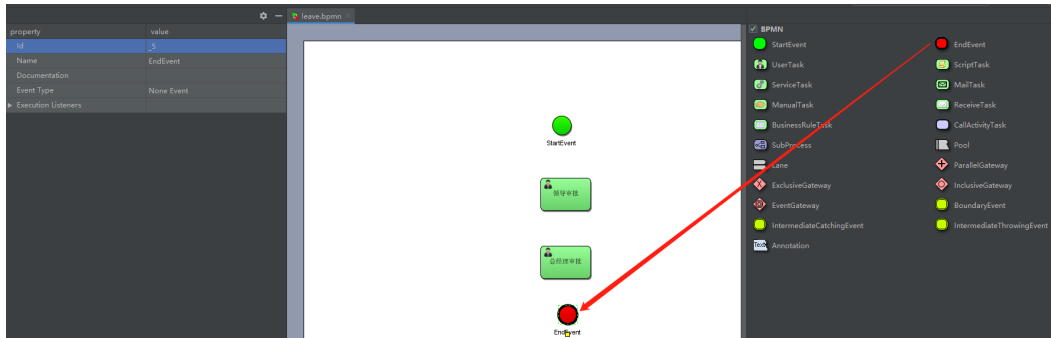 leave.bpmn
property value
Id _5
Name EndEvent
Documentation
Event Type None Event
Execution Listeners
StartEvent
领导审批
总经理审批
EndEvent
BPMN
StartEvent EndEvent
UserTask ScriptTask
ServiceTask MailTask
ManualTask ReceiveTask
BusinessRuleTask CallActivityTask
SubProcess Pool
Lane ParallelGateway
ExclusiveGateway InclusiveGateway
EventGateway BoundaryEvent
IntermediateCatchingEvent IntermediateThrowingEvent
Text Annotation